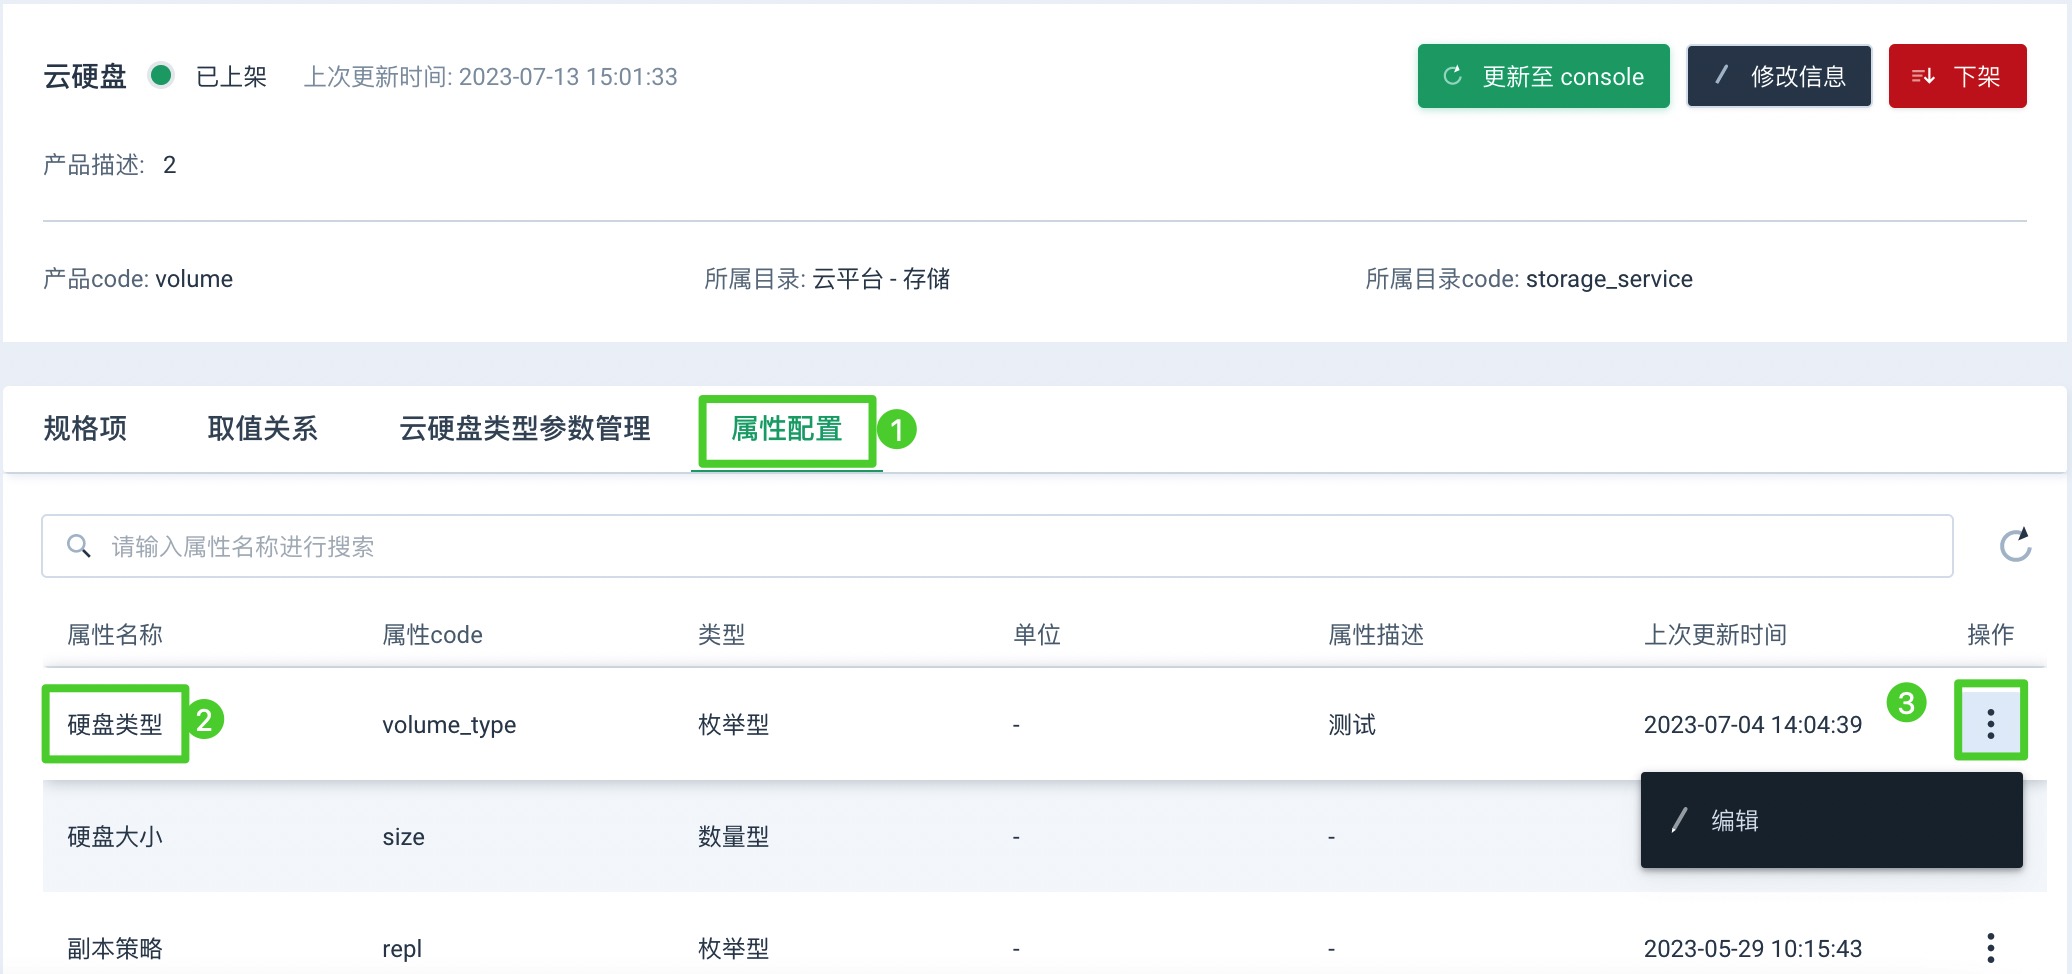 云硬盘 已上架 上次更新时间: 2023-07-13 15:01:33 更新至 console 修改信息 下架
产品描述: 2
产品code: volume 所属目录: 云平台 - 存储 所属目录code: storage_service
规格项 取值关系 云硬盘类型参数管理 属性配置 1
请输入属性名称进行搜索
属性名称 属性code 类型 单位 属性描述 上次更新时间 操作
硬盘类型 2 volume_type 枚举型 - 测试 2023-07-04 14:04:39 3
编辑
硬盘大小 size 数量型 - -
副本策略 repl 枚举型 - - 2023-05-29 10:15:43